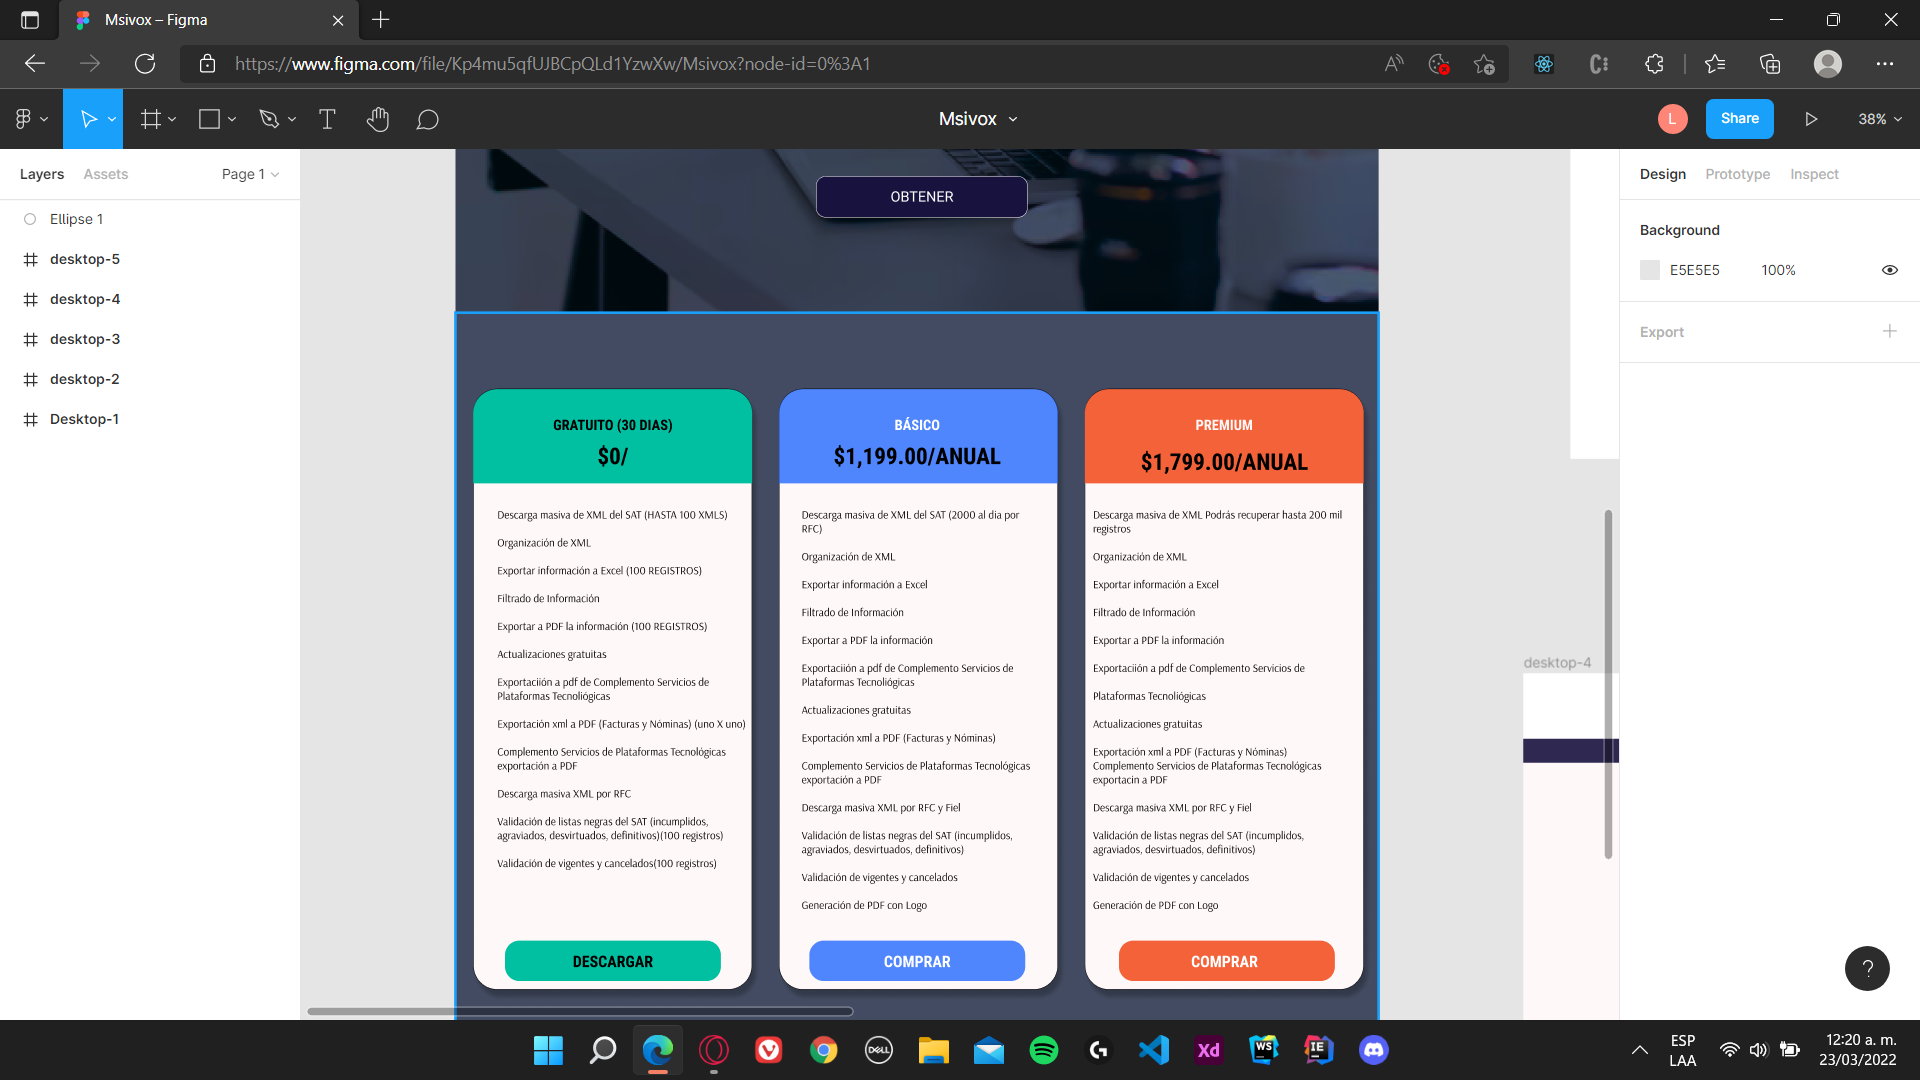 Msivox – Figma
https://www.figma.com/file/Kp4mu5qfUJBCpQLd1YzwXw/Msivox?node-id=0%3A1
Msivox
L
Share
38%
Layers
Assets
Page 1
Ellipse 1
desktop-5
desktop-4
desktop-3
desktop-2
Desktop-1
Design
Prototype
Inspect
Background
E5E5E5
100%
Export
OBTENER
GRATUITO (30 DIAS)
$0/
Descarga masiva de XML del SAT (HASTA 100 XMLS)
Organización de XML
Exportar información a Excel (100 REGISTROS)
Filtrado de Información
Exportar a PDF la información (100 REGISTROS)
Actualizaciones gratuitas
Exportaciión a pdf de Complemento Servicios de
Plataformas Tecnoliógicas
Exportación xml a PDF (Facturas y Nóminas) (uno X uno)
Complemento Servicios de Plataformas Tecnológicas
exportación a PDF
Descarga masiva XML por RFC
Validación de listas negras del SAT (incumplidos,
agraviados, desvirtuados, definitivos)(100 registros)
Validación de vigentes y cancelados(100 registros)
DESCARGAR
BÁSICO
$1,199.00/ANUAL
Descarga masiva de XML del SAT (2000 al dia por
RFC)
Organización de XML
Exportar información a Excel
Filtrado de Información
Exportar a PDF la información
Exportaciión a pdf de Complemento Servicios de
Plataformas Tecnoliógicas
Actualizaciones gratuitas
Exportación xml a PDF (Facturas y Nóminas)
Complemento Servicios de Plataformas Tecnológicas
exportación a PDF
Descarga masiva XML por RFC y Fiel
Validación de listas negras del SAT (incumplidos,
agraviados, desvirtuados, definitivos)
Validación de vigentes y cancelados
Generación de PDF con Logo
COMPRAR
PREMIUM
$1,799.00/ANUAL
Descarga masiva de XML Podrás recuperar hasta 200 mil
registros
Organización de XML
Exportar información a Excel
Filtrado de Información
Exportar a PDF la información
Exportaciión a pdf de Complemento Servicios de
Plataformas Tecnoliógicas
Actualizaciones gratuitas
Exportación xml a PDF (Facturas y Nóminas)
Complemento Servicios de Plataformas Tecnológicas
exportacin a PDF
Descarga masiva XML por RFC y Fiel
Validación de listas negras del SAT (incumplidos,
agraviados, desvirtuados, definitivos)
Validación de vigentes y cancelados
Generación de PDF con Logo
COMPRAR
desktop-4
?
DELL
Xd
WS
IE
ESP
LAA
12:20 a. m.
23/03/2022